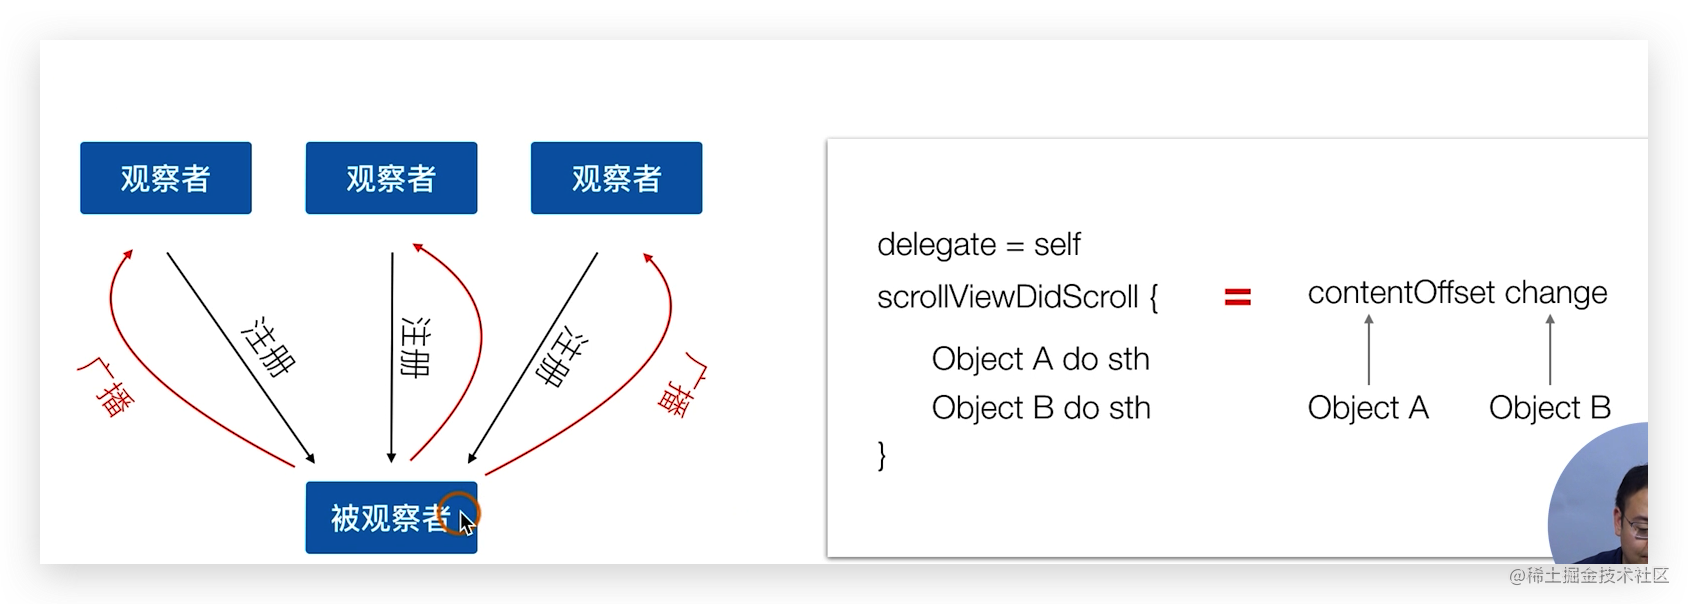 观察者
观察者
观察者
注册
注册
注册
广播
广播
被观察者
delegate = self
scrollViewDidScroll {
Object A do sth
Object B do sth
}
=
contentOffset change
Object A
Object B
@稀土掘金技术社区